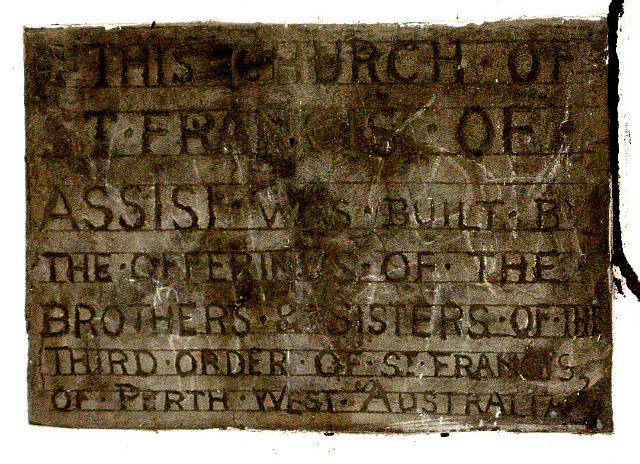 THIS CHURCH · OF
ST · FRANCIS · OF
ASSISI · WAS · BUILT · BY
THE · OFFERINGS · OF · THE
BROTHERS · & · SISTERS · OF · THE
THIRD · ORDER · OF · ST · FRANCIS,
OF · PERTH · WEST · AUSTRALIA